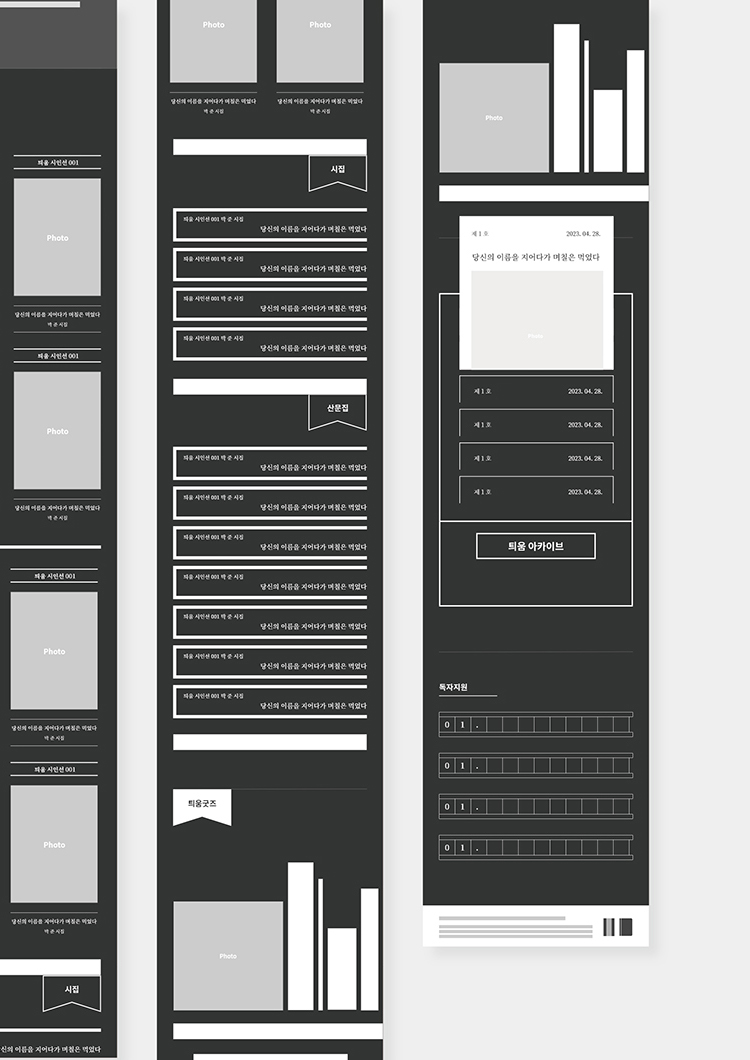 틔움 시인선 001
Photo
당신의 이름을 지어다가 며칠은 먹었다
박 준 시집
틔움 시인선 001
Photo
당신의 이름을 지어다가 며칠은 먹었다
박 준 시집
틔움 시인선 001
Photo
당신의 이름을 지어다가 며칠은 먹었다
박 준 시집
틔움 시인선 001
Photo
당신의 이름을 지어다가 며칠은 먹었다
박 준 시집
시집
신의 이름을 지어다가 며칠은 먹었다
Photo
당신의 이름을 지어다가 며칠은 먹었다
박 준 시집
Photo
당신의 이름을 지어다가 며칠은 먹었다
박 준 시집
시집
틔움 시인선 001 박 준 시집
당신의 이름을 지어다가 며칠은 먹었다
틔움 시인선 001 박 준 시집
당신의 이름을 지어다가 며칠은 먹었다
틔움 시인선 001 박 준 시집
당신의 이름을 지어다가 며칠은 먹었다
틔움 시인선 001 박 준 시집
당신의 이름을 지어다가 며칠은 먹었다
산문집
틔움 시인선 001 박 준 시집
당신의 이름을 지어다가 며칠은 먹었다
틔움 시인선 001 박 준 시집
당신의 이름을 지어다가 며칠은 먹었다
틔움 시인선 001 박 준 시집
당신의 이름을 지어다가 며칠은 먹었다
틔움 시인선 001 박 준 시집
당신의 이름을 지어다가 며칠은 먹었다
틔움 시인선 001 박 준 시집
당신의 이름을 지어다가 며칠은 먹었다
틔움 시인선 001 박 준 시집
당신의 이름을 지어다가 며칠은 먹었다
틔움 시인선 001 박 준 시집
당신의 이름을 지어다가 며칠은 먹었다
틔움굿즈
Photo
Photo
제 1 호 2023. 04. 28.
당신의 이름을 지어다가 며칠은 먹었다
Photo
제 1 호 2023. 04. 28.
제 1 호 2023. 04. 28.
제 1 호 2023. 04. 28.
제 1 호 2023. 04. 28.
틔움 아카이브
독자지원
0 1 .
0 1 .
0 1 .
0 1 .